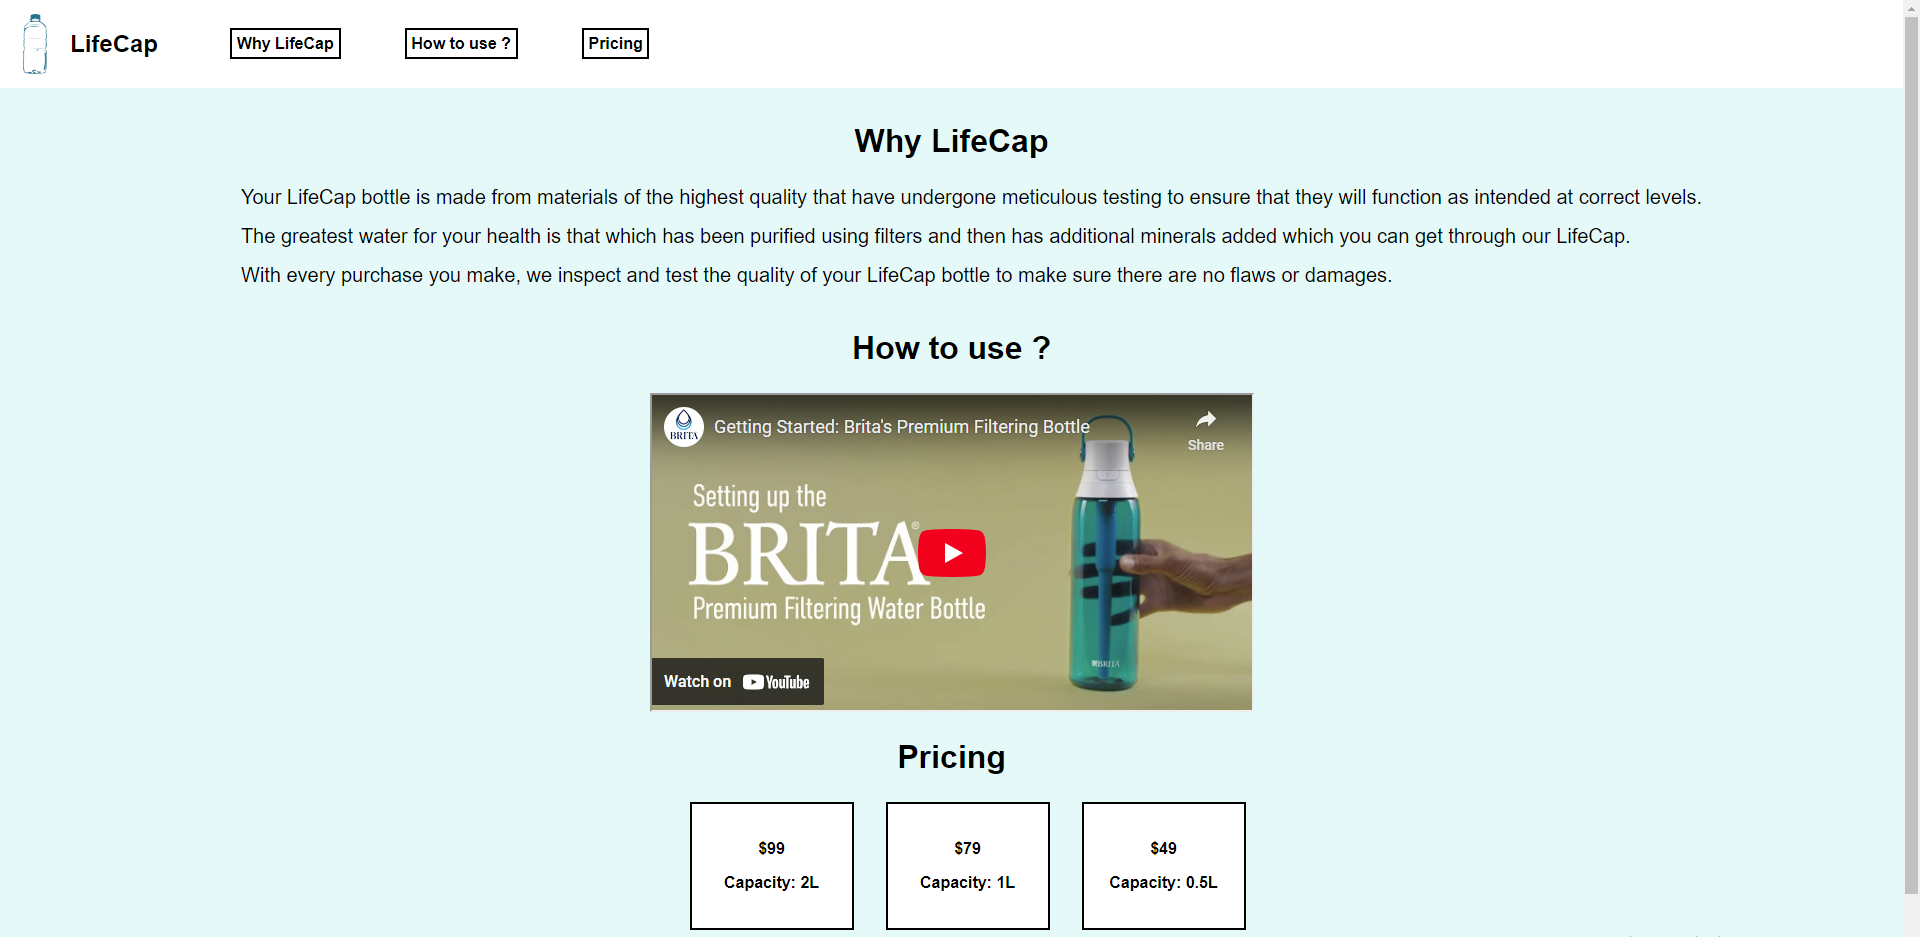 LifeCap
Why LifeCap
How to use ?
Pricing
Why LifeCap
Your LifeCap bottle is made from materials of the highest quality that have undergone meticulous testing to ensure that they will function as intended at correct levels.
The greatest water for your health is that which has been purified using filters and then has additional minerals added which you can get through our LifeCap.
With every purchase you make, we inspect and test the quality of your LifeCap bottle to make sure there are no flaws or damages.
How to use ?
BRITA
Getting Started: Brita's Premium Filtering Bottle
Share
Setting up the
BRITA®
Premium Filtering Water Bottle
BRITA
Watch on YouTube
Pricing
$99
Capacity: 2L
$79
Capacity: 1L
$49
Capacity: 0.5L